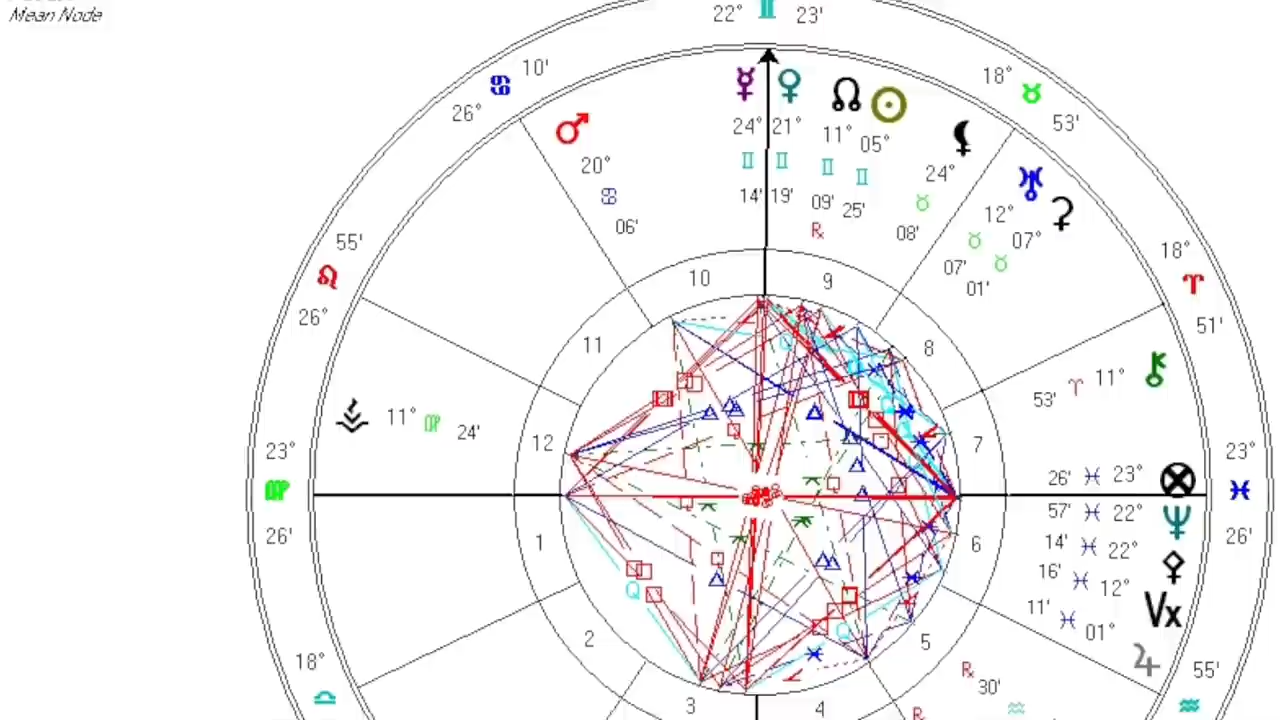 Mean Node
22° ♊ 23'
10' 18°
♋ ♉
26° 53'
☿ ♀ ☊ ☉
♂ 24° 21° 11° 05° ⚸
20° ♊ ♊ ♊ ♊ 24° ♅ ⚳
♋ 14' 19' 09' 25' ♉ 12° 07°
06' ℞ 08' ♉ ♉
07' 01'
55' 18°
♌ 10 9 ♈
26° 51'
11 8
53' ♈ 11° ⚷
11° ♍ 24'
12 7
23° 23°
26' ♓ 23° ⊗
♍ ♓
57' ♓ 22° ♆
26' 26'
1 6
14' ♓ 22° ⚴
16' ♓ 12° Vx
11' ♓ 01° ♃
Q Q
2 5
18° ℞ 30' 55'
♎ ♒ ♒
3 4 ℞